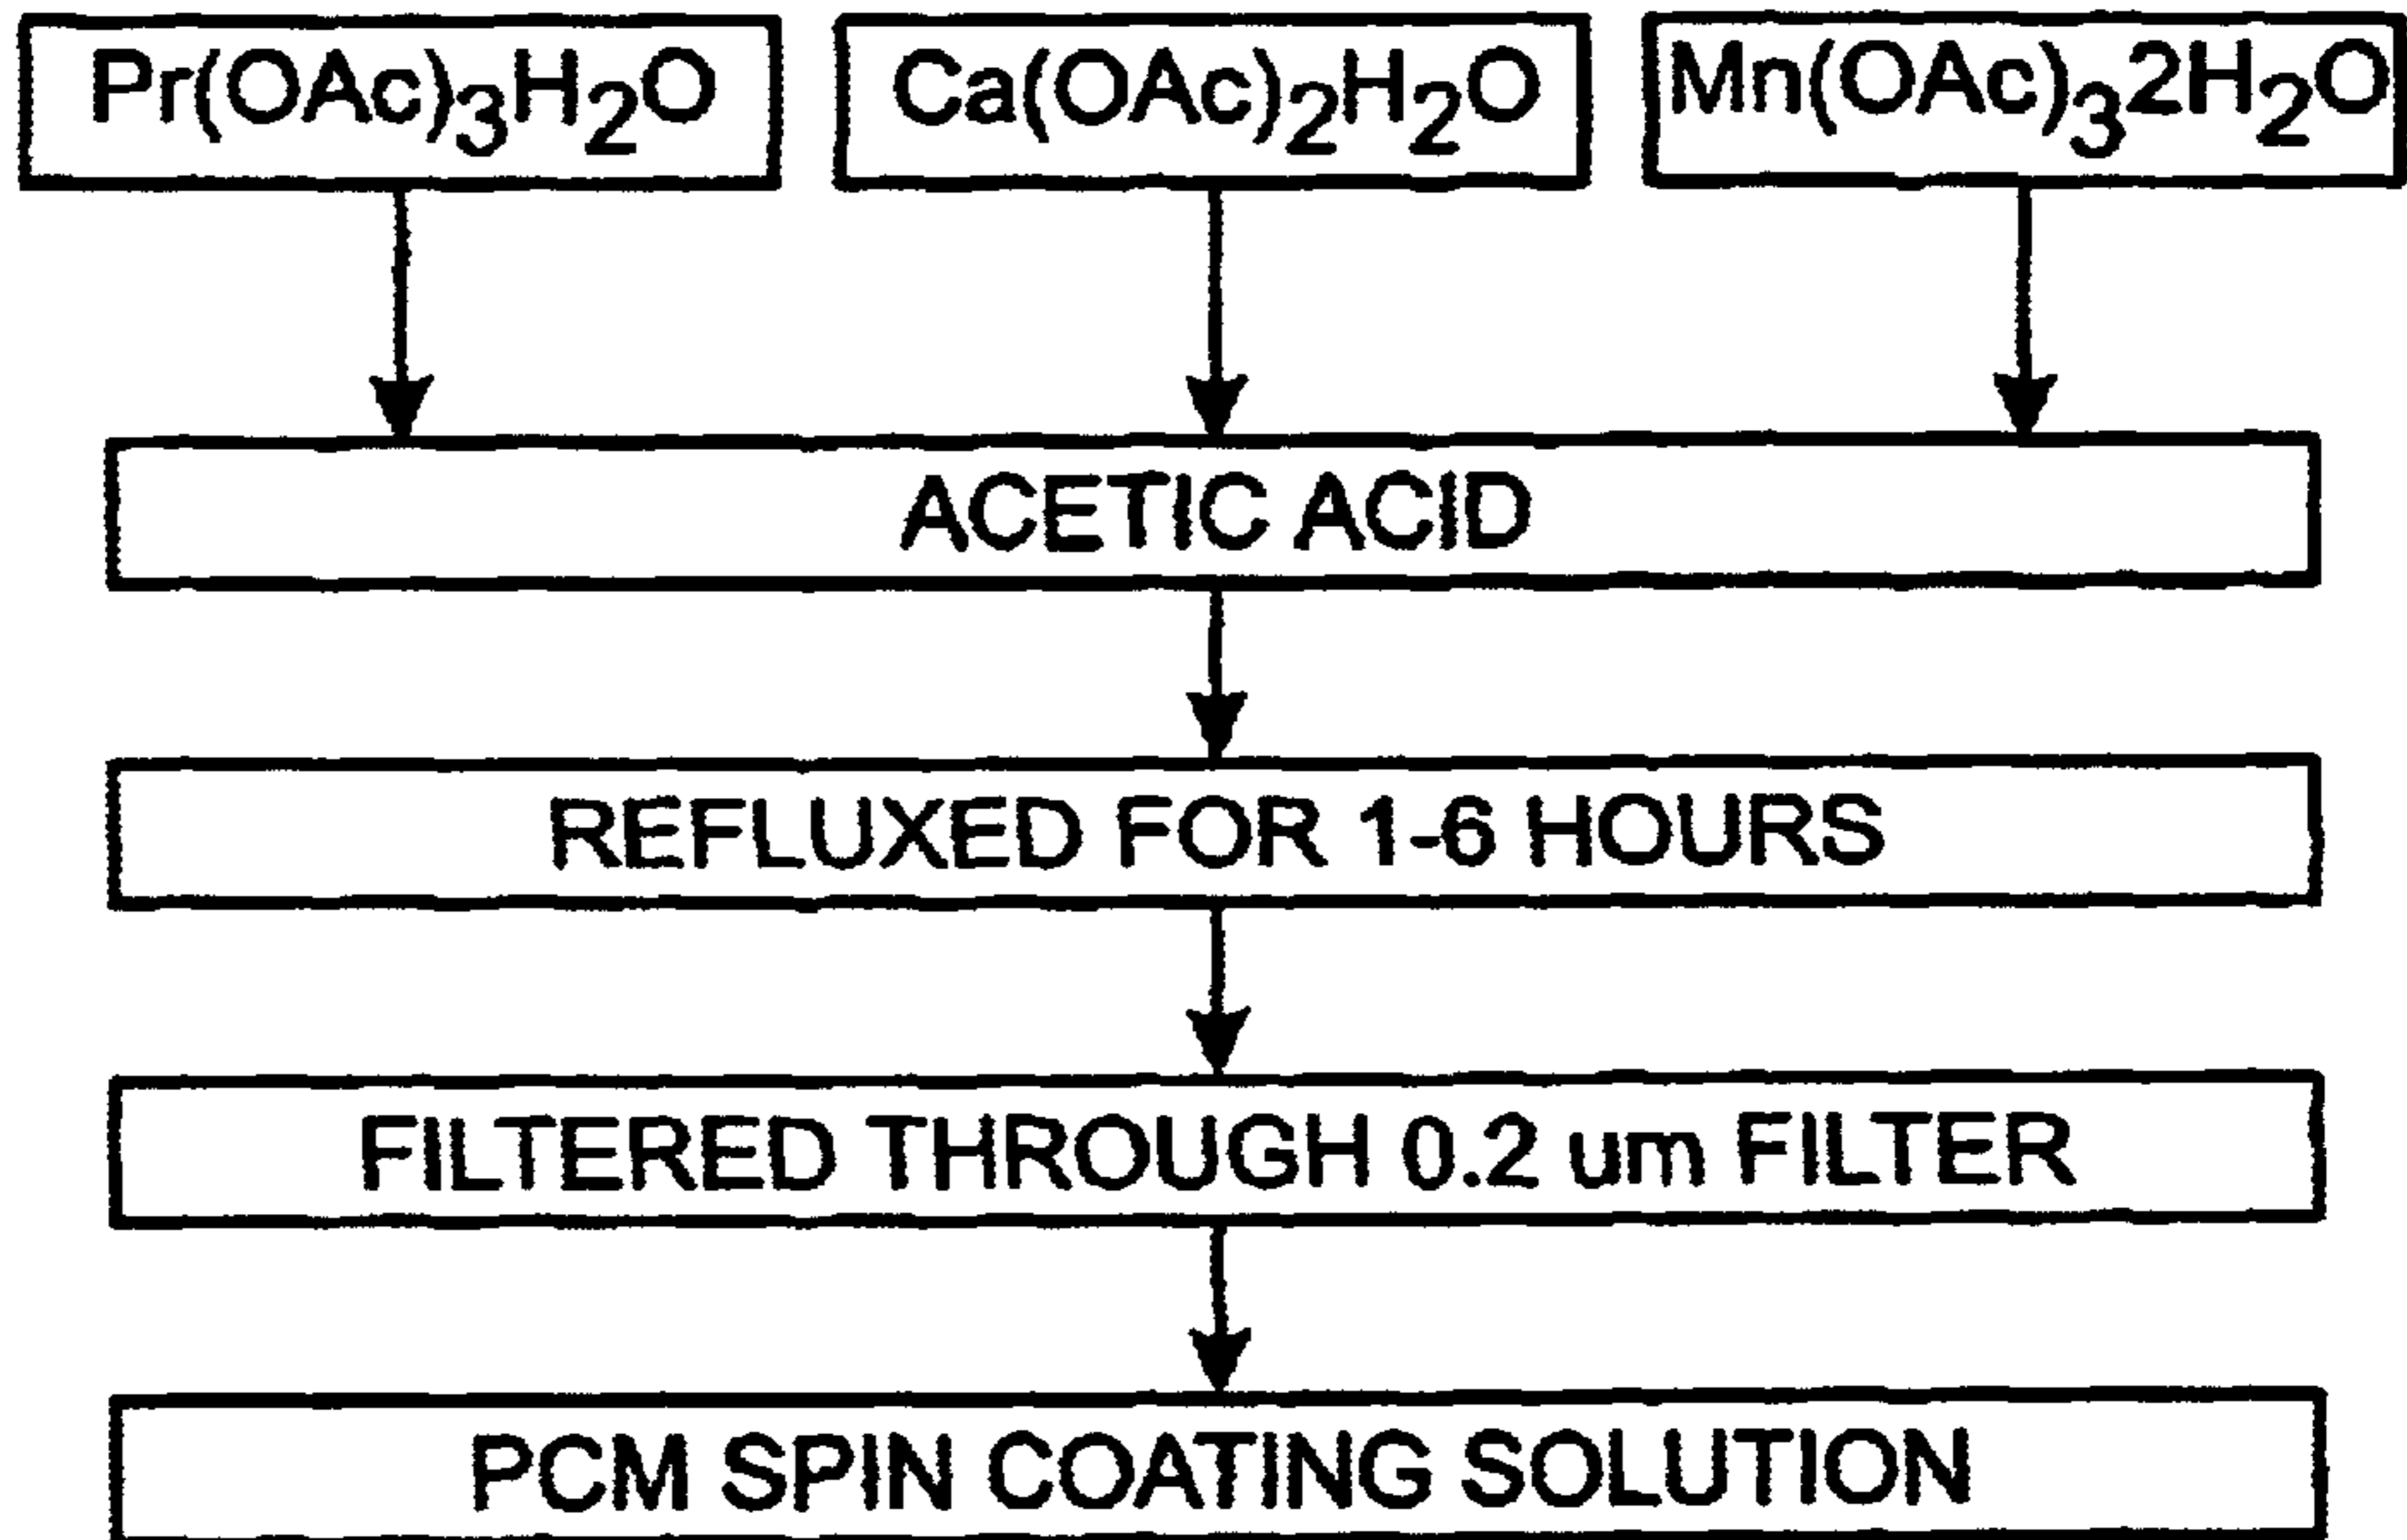 Pr(OAc)₃H₂O
Ca(OAc)₂H₂O
Mn(OAc)₃2H₂O
ACETIC ACID
REFLUXED FOR 1-6 HOURS
FILTERED THROUGH 0.2 um FILTER
PCM SPIN COATING SOLUTION